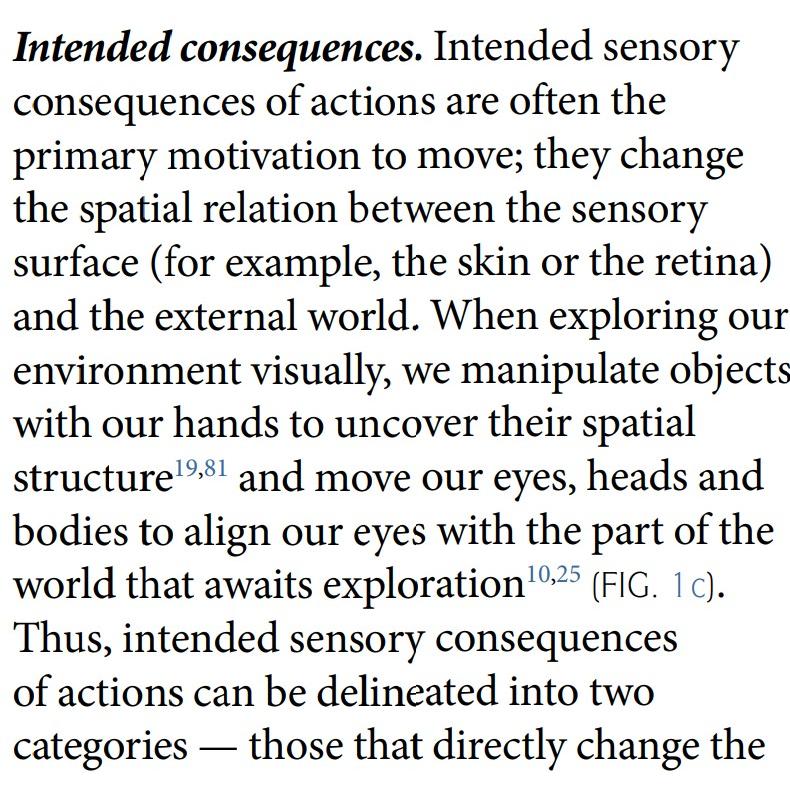 Intended consequences. Intended sensory
consequences of actions are often the
primary motivation to move; they change
the spatial relation between the sensory
surface (for example, the skin or the retina)
and the external world. When exploring our
environment visually, we manipulate objects
with our hands to uncover their spatial
structure19,81 and move our eyes, heads and
bodies to align our eyes with the part of the
world that awaits exploration10,25 (FIG. 1c).
Thus, intended sensory consequences
of actions can be delineated into two
categories — those that directly change the